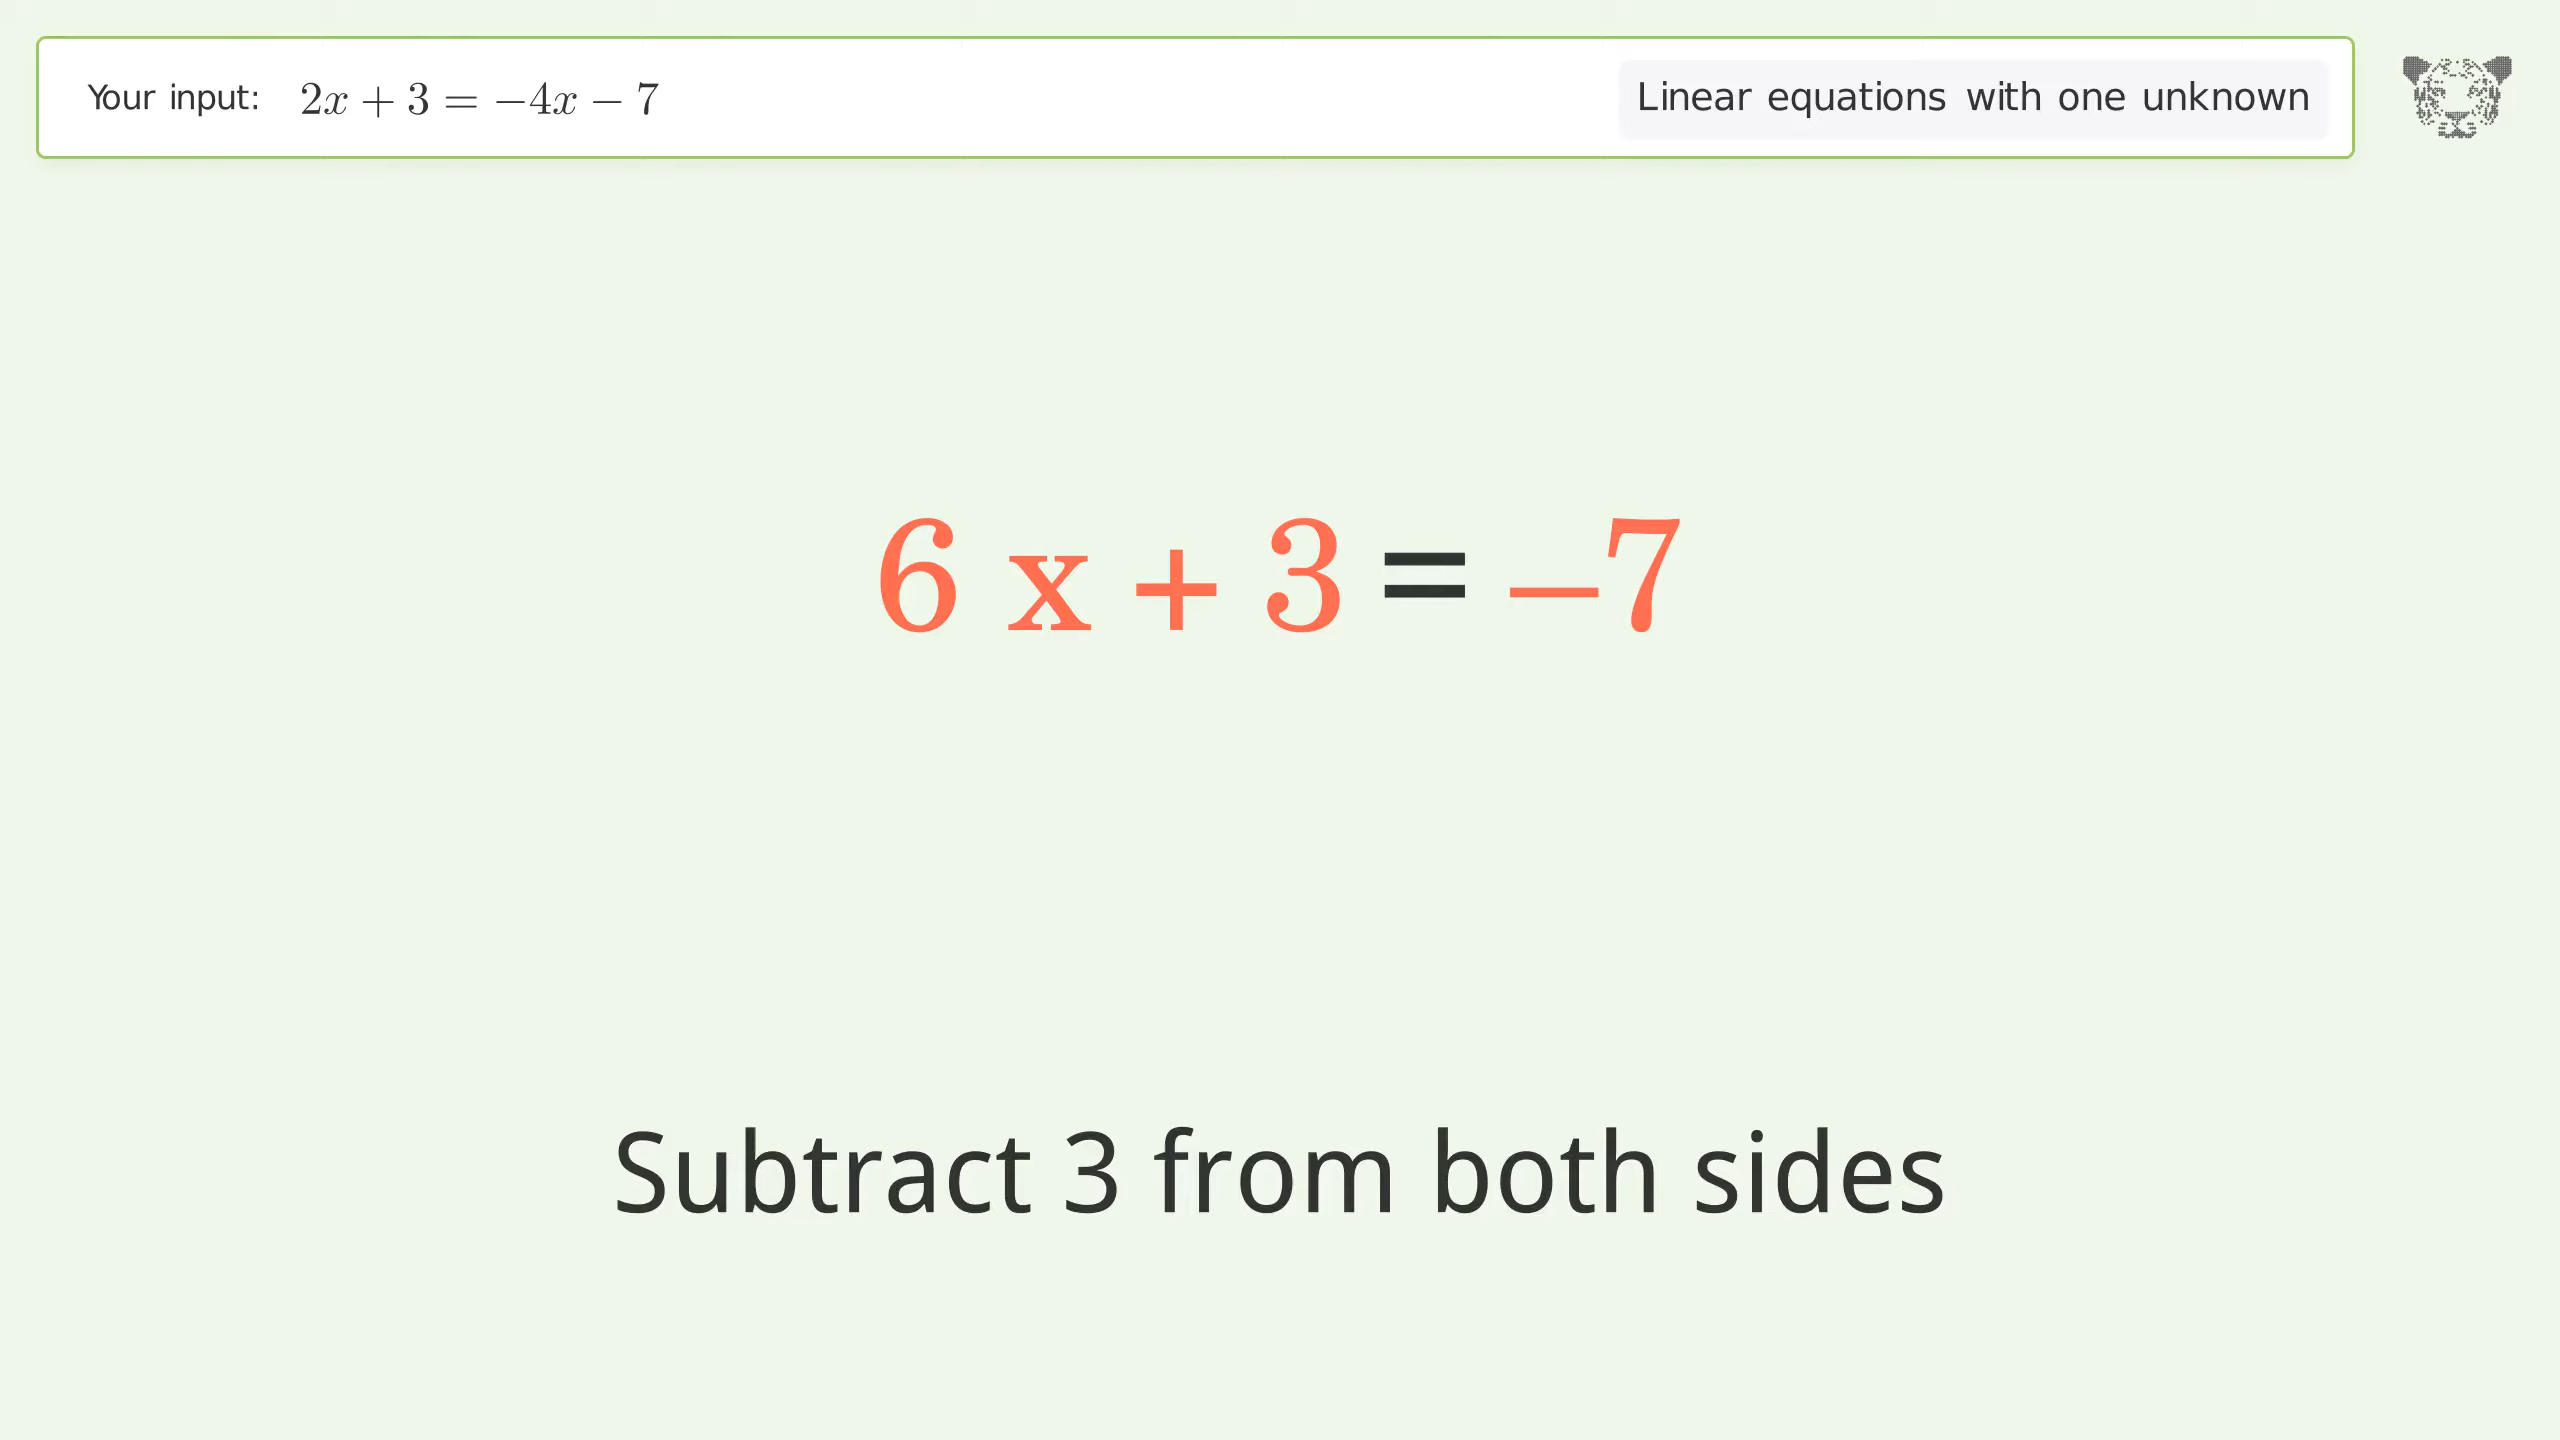 Your input: 2x + 3 = −4x − 7
Linear equations with one unknown
6 x + 3 = −7
Subtract 3 from both sides